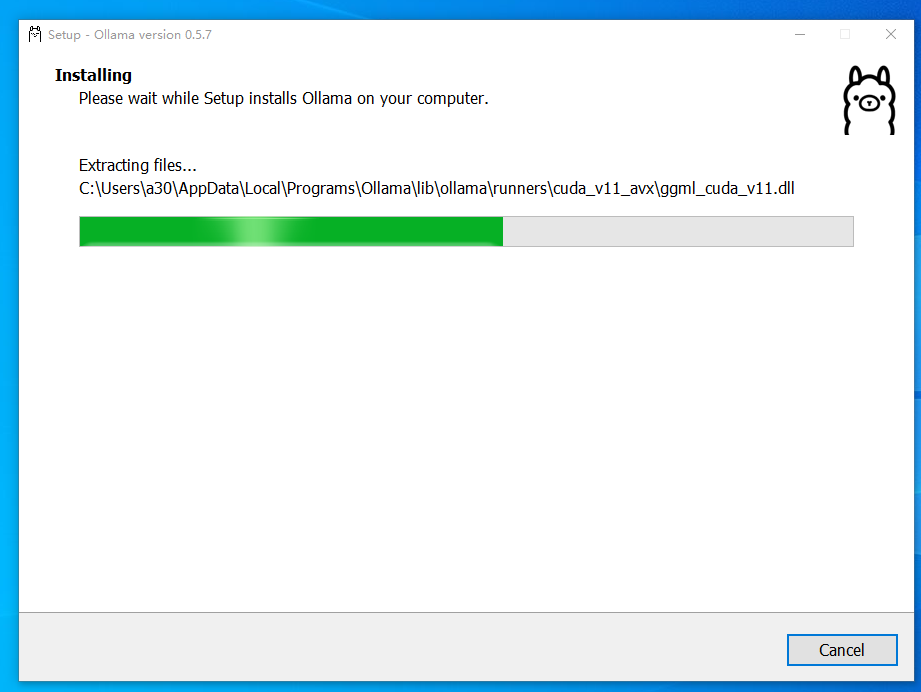 Setup - Ollama version 0.5.7
Installing
Please wait while Setup installs Ollama on your computer.
Extracting files...
C:\Users\a30\AppData\Local\Programs\Ollama\lib\ollama\runners\cuda_v11_avx\ggml_cuda_v11.dll
Cancel